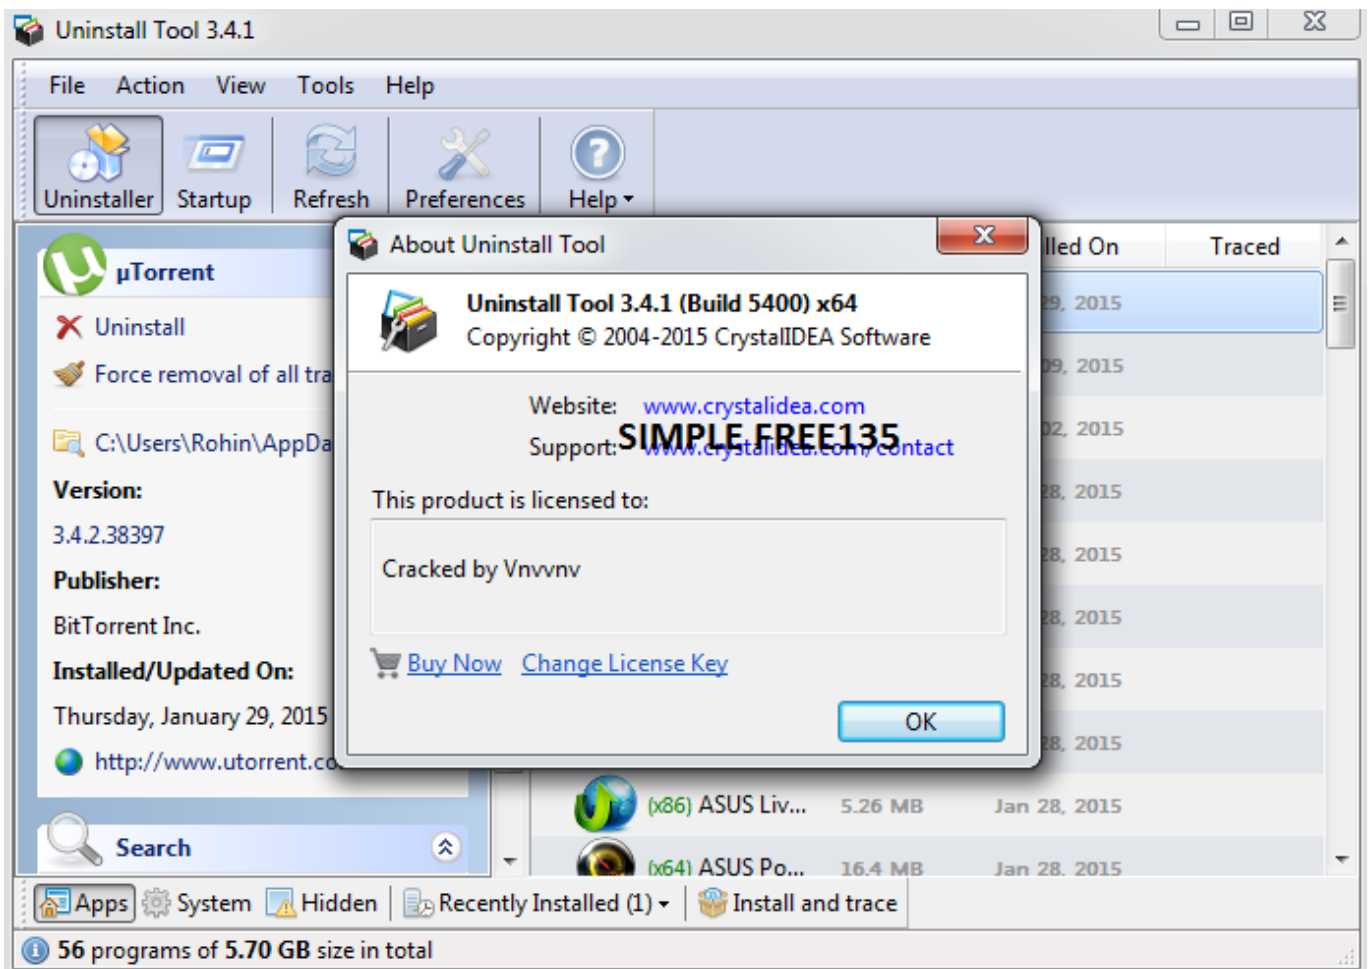 Uninstall Tool 3.4.1
File Action View Tools Help
Uninstaller Startup Refresh Preferences Help
µTorrent
Uninstall
Force removal of all tra
C:\Users\Rohin\AppDa
Version:
3.4.2.38397
Publisher:
BitTorrent Inc.
Installed/Updated On:
Thursday, January 29, 2015
http://www.utorrent.co
Search
About Uninstall Tool
Uninstall Tool 3.4.1 (Build 5400) x64
Copyright © 2004-2015 CrystalIDEA Software
Website: www.crystalidea.com
SIMPLE FREE135
Support: www.crystalidea.com/contact
This product is licensed to:
Cracked by Vnvvnv
Buy Now Change License Key
OK
lled On Traced
29, 2015
09, 2015
02, 2015
28, 2015
28, 2015
28, 2015
28, 2015
28, 2015
(x86) ASUS Liv... 5.26 MB Jan 28, 2015
(x64) ASUS Po... 16.4 MB Jan 28, 2015
Apps System Hidden Recently Installed (1) Install and trace
56 programs of 5.70 GB size in total